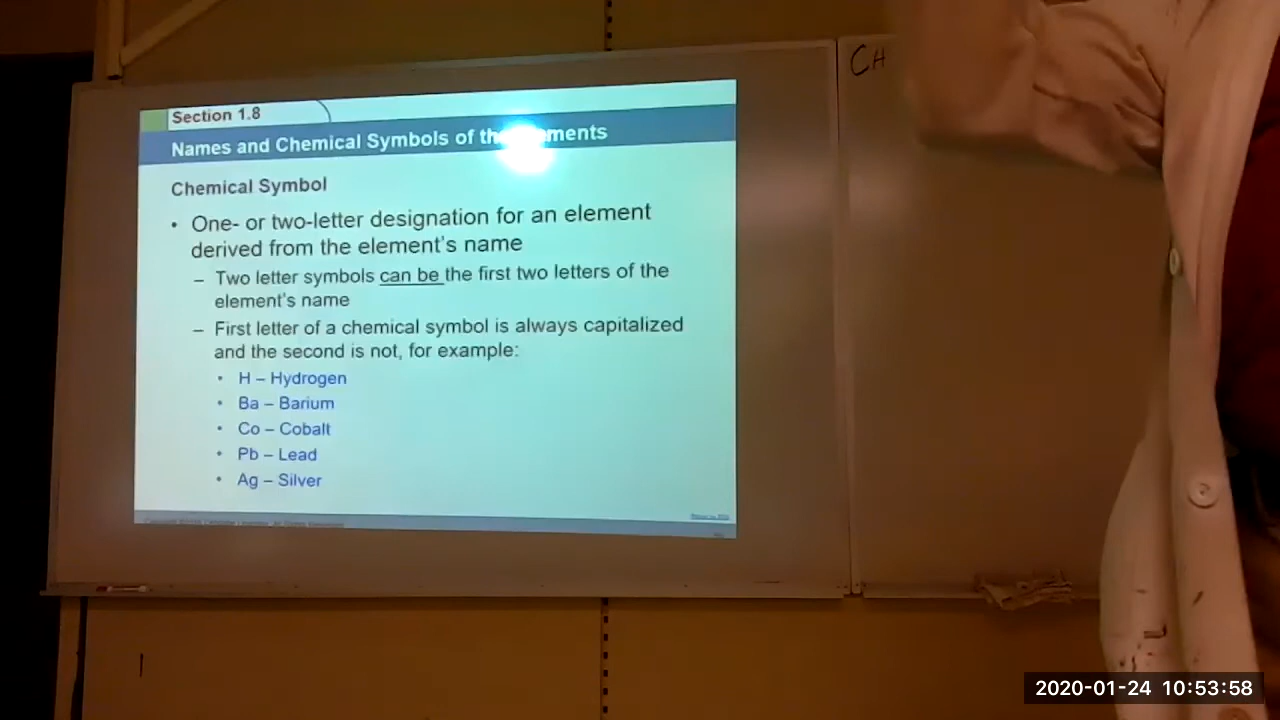 Section 1.8
Names and Chemical Symbols of the Elements
Chemical Symbol
• One- or two-letter designation for an element
derived from the element's name
– Two letter symbols can be the first two letters of the
element's name
– First letter of a chemical symbol is always capitalized
and the second is not, for example:
• H – Hydrogen
• Ba – Barium
• Co – Cobalt
• Pb – Lead
• Ag – Silver
CH
2020-01-24 10:53:58